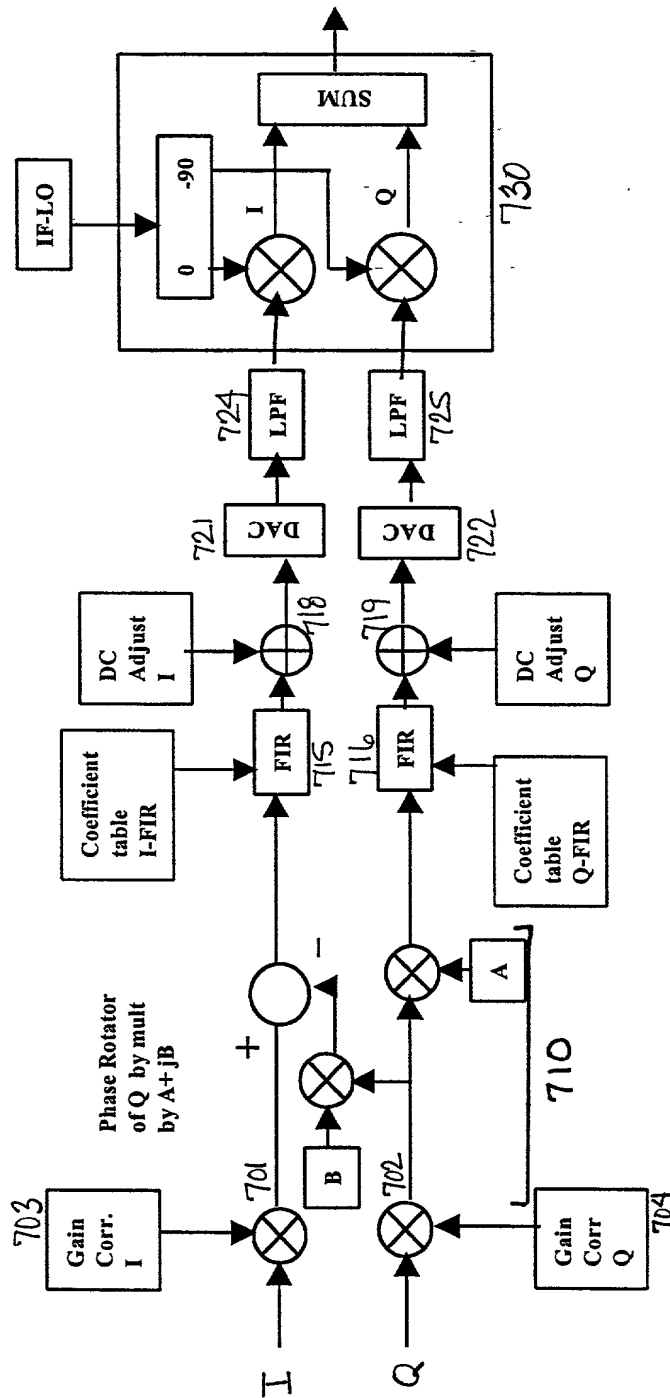 703
Gain
Corr.
I
Phase Rotator
of Q by mult
by A+jB
Coefficient
table
I-FIR
DC
Adjust
I
IF-LO
I
701
+
-
FIR
715
718
721
DAC
724
LPF
0
-90
I
SUM
B
Q
702
A
716
FIR
719
DAC
722
LPF
725
Q
730
Gain
Corr
Q
704
710
Coefficient
table
Q-FIR
DC
Adjust
Q